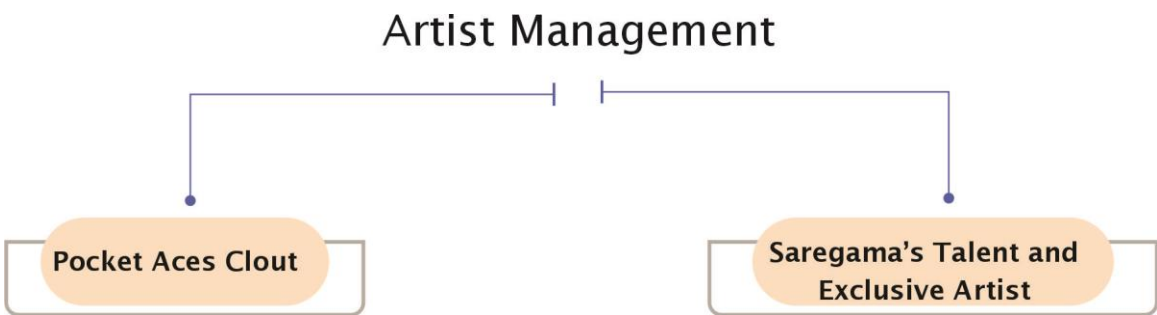 Artist Management
Pocket Aces Clout
Saregama's Talent and
Exclusive Artist